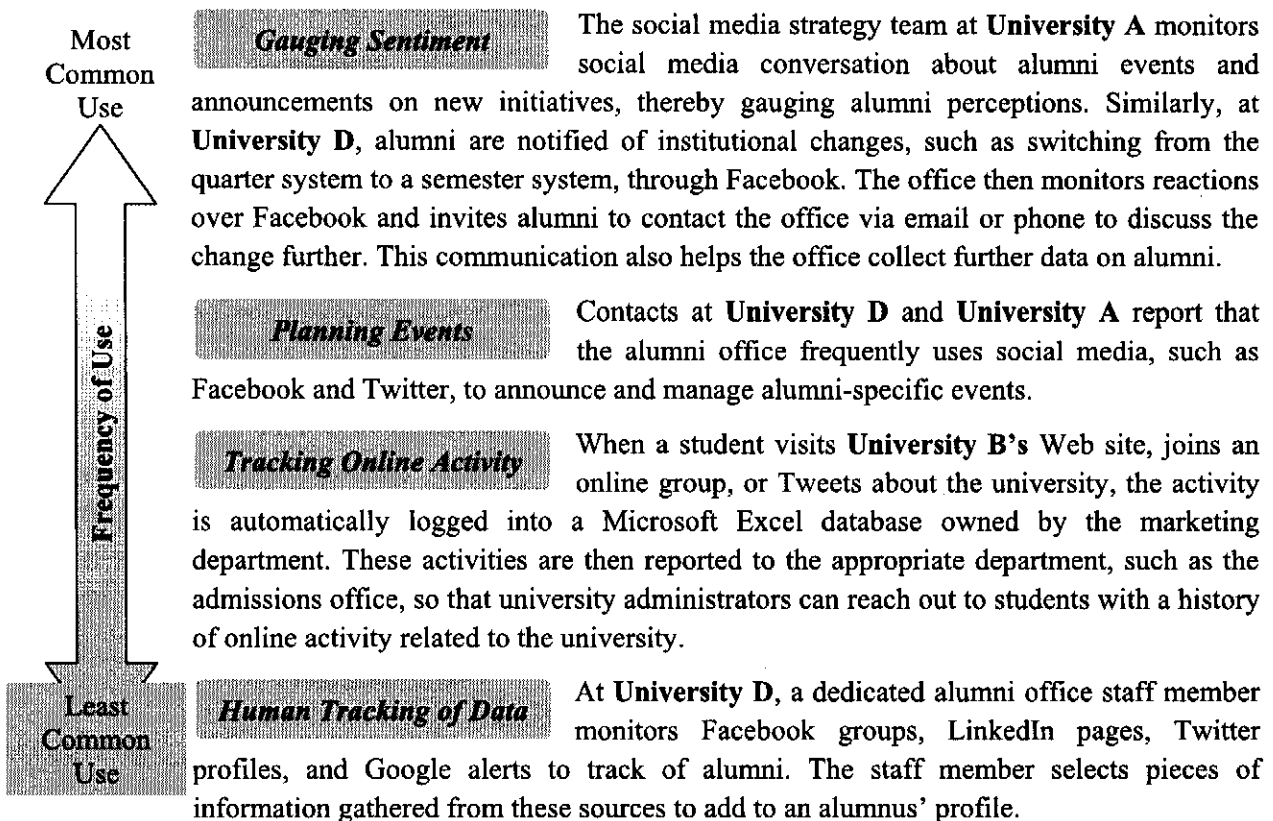 Most
Common
Use
Frequency of Use
Least
Common
Use
Gauging Sentiment
The social media strategy team at University A monitors
social media conversation about alumni events and
announcements on new initiatives, thereby gauging alumni perceptions. Similarly, at
University D, alumni are notified of institutional changes, such as switching from the
quarter system to a semester system, through Facebook. The office then monitors reactions
over Facebook and invites alumni to contact the office via email or phone to discuss the
change further. This communication also helps the office collect further data on alumni.
Planning Events
Contacts at University D and University A report that
the alumni office frequently uses social media, such as
Facebook and Twitter, to announce and manage alumni-specific events.
Tracking Online Activity
When a student visits University B's Web site, joins an
online group, or Tweets about the university, the activity
is automatically logged into a Microsoft Excel database owned by the marketing
department. These activities are then reported to the appropriate department, such as the
admissions office, so that university administrators can reach out to students with a history
of online activity related to the university.
Human Tracking of Data
At University D, a dedicated alumni office staff member
monitors Facebook groups, LinkedIn pages, Twitter
profiles, and Google alerts to track of alumni. The staff member selects pieces of
information gathered from these sources to add to an alumnus' profile.